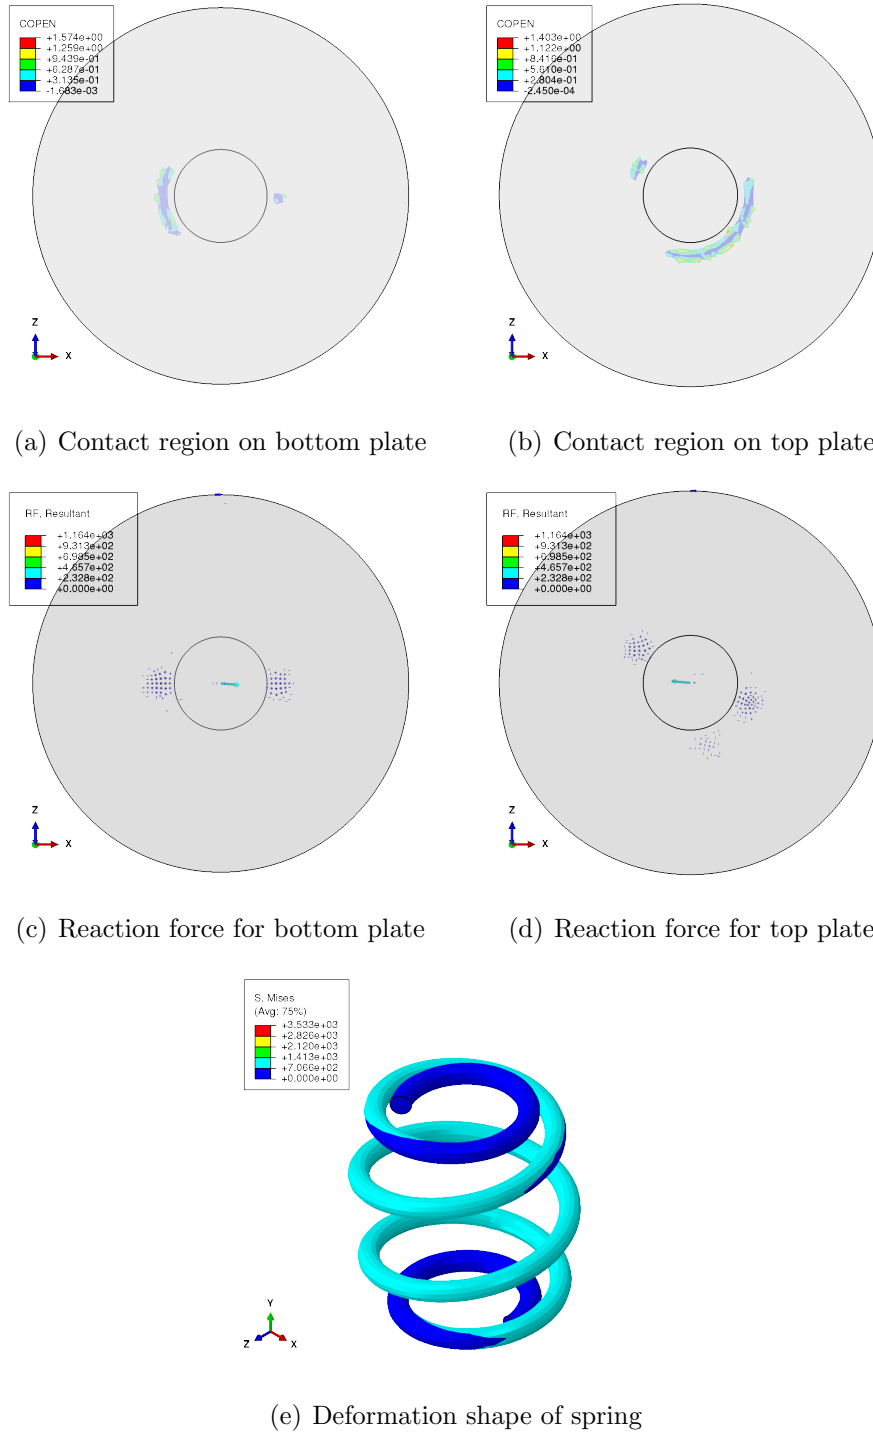 COPEN
+1.574e+00
+1.259e+00
+9.439e-01
+6.287e-01
+3.135e-01
-1.683e-03
Z
X
COPEN
+1.403e+00
+1.122e+00
+8.416e-01
+5.610e-01
+2.804e-01
-2.450e-04
Z
X
(a) Contact region on bottom plate
(b) Contact region on top plate
RF, Resultant
+1.164e+03
+9.313e+02
+6.985e+02
+4.657e+02
+2.328e+02
+0.000e+00
Z
X
RF, Resultant
+1.164e+03
+9.313e+02
+6.985e+02
+4.657e+02
+2.328e+02
+0.000e+00
Z
X
(c) Reaction force for bottom plate
(d) Reaction force for top plate
S, Mises
(Avg: 75%)
+3.533e+03
+2.826e+03
+2.120e+03
+1.413e+03
+7.066e+02
+0.000e+00
Y
Z
X
(e) Deformation shape of spring